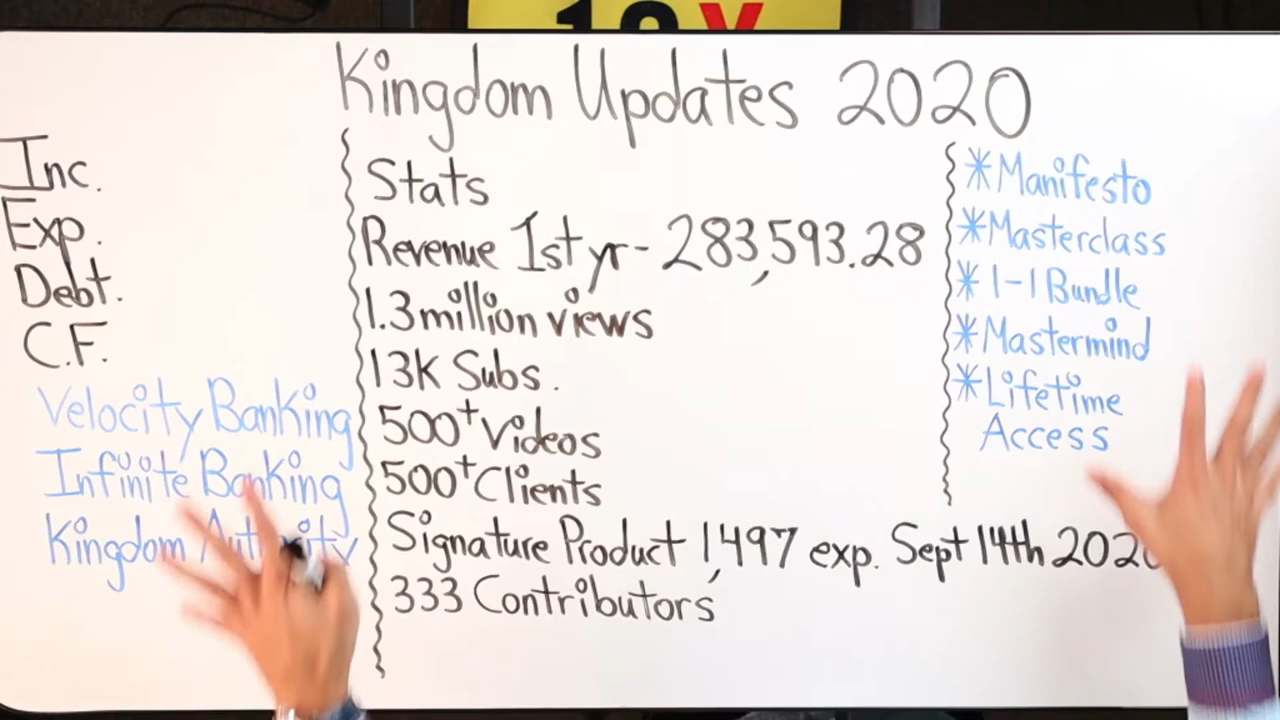 Kingdom Updates 2020
Inc.
Exp.
Debt.
C.F.
Velocity Banking
Infinite Banking
Kingdom
Stats
Revenue 1st yr - 283,593.28
1.3 million views
13K Subs.
500+ Videos
500+ Clients
Signature Product 1,497 exp. Sept 14th
333 Contributors
*Manifesto
*Masterclass
*1-1 Bundle
*Mastermind
*Lifetime
Access